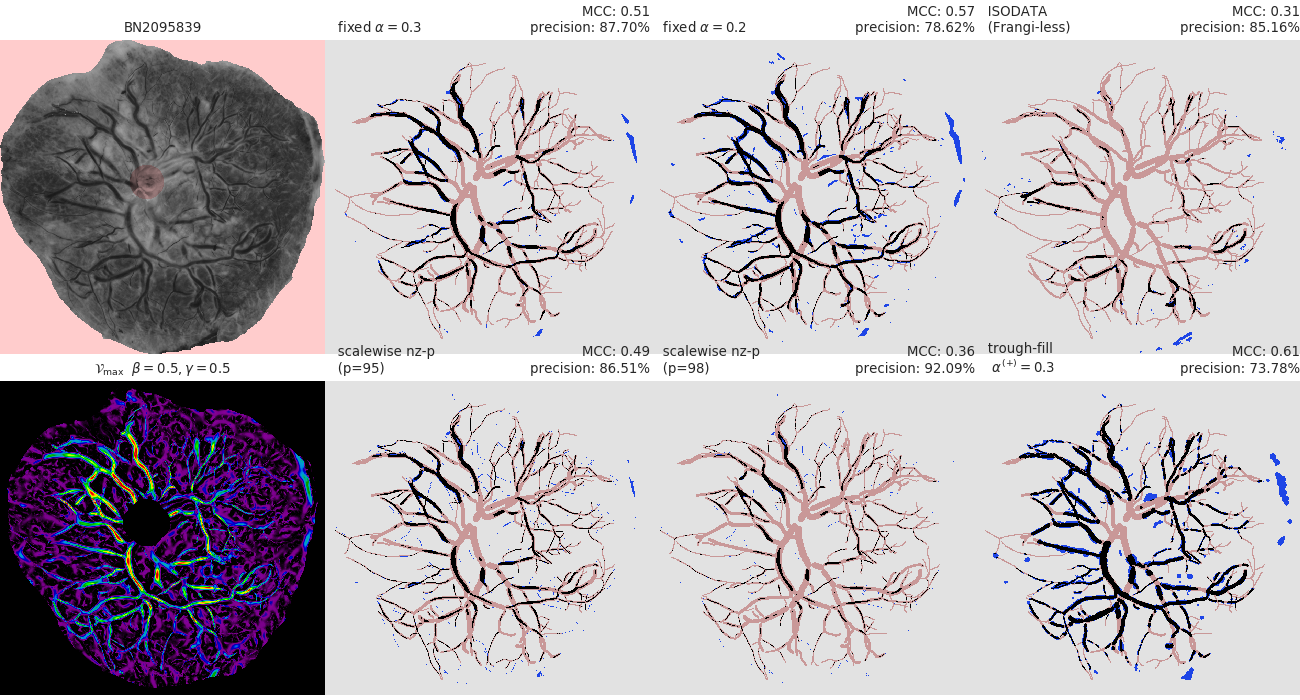 BN2095839
fixed α = 0.3
MCC: 0.51
precision: 87.70%
fixed α = 0.2
MCC: 0.57
precision: 78.62%
ISODATA
(Frangi-less)
MCC: 0.31
precision: 85.16%
𝒱max β = 0.5, γ = 0.5
scalewise nz-p
(p=95)
MCC: 0.49
precision: 86.51%
scalewise nz-p
(p=98)
MCC: 0.36
precision: 92.09%
trough-fill
α(+) = 0.3
MCC: 0.61
precision: 73.78%